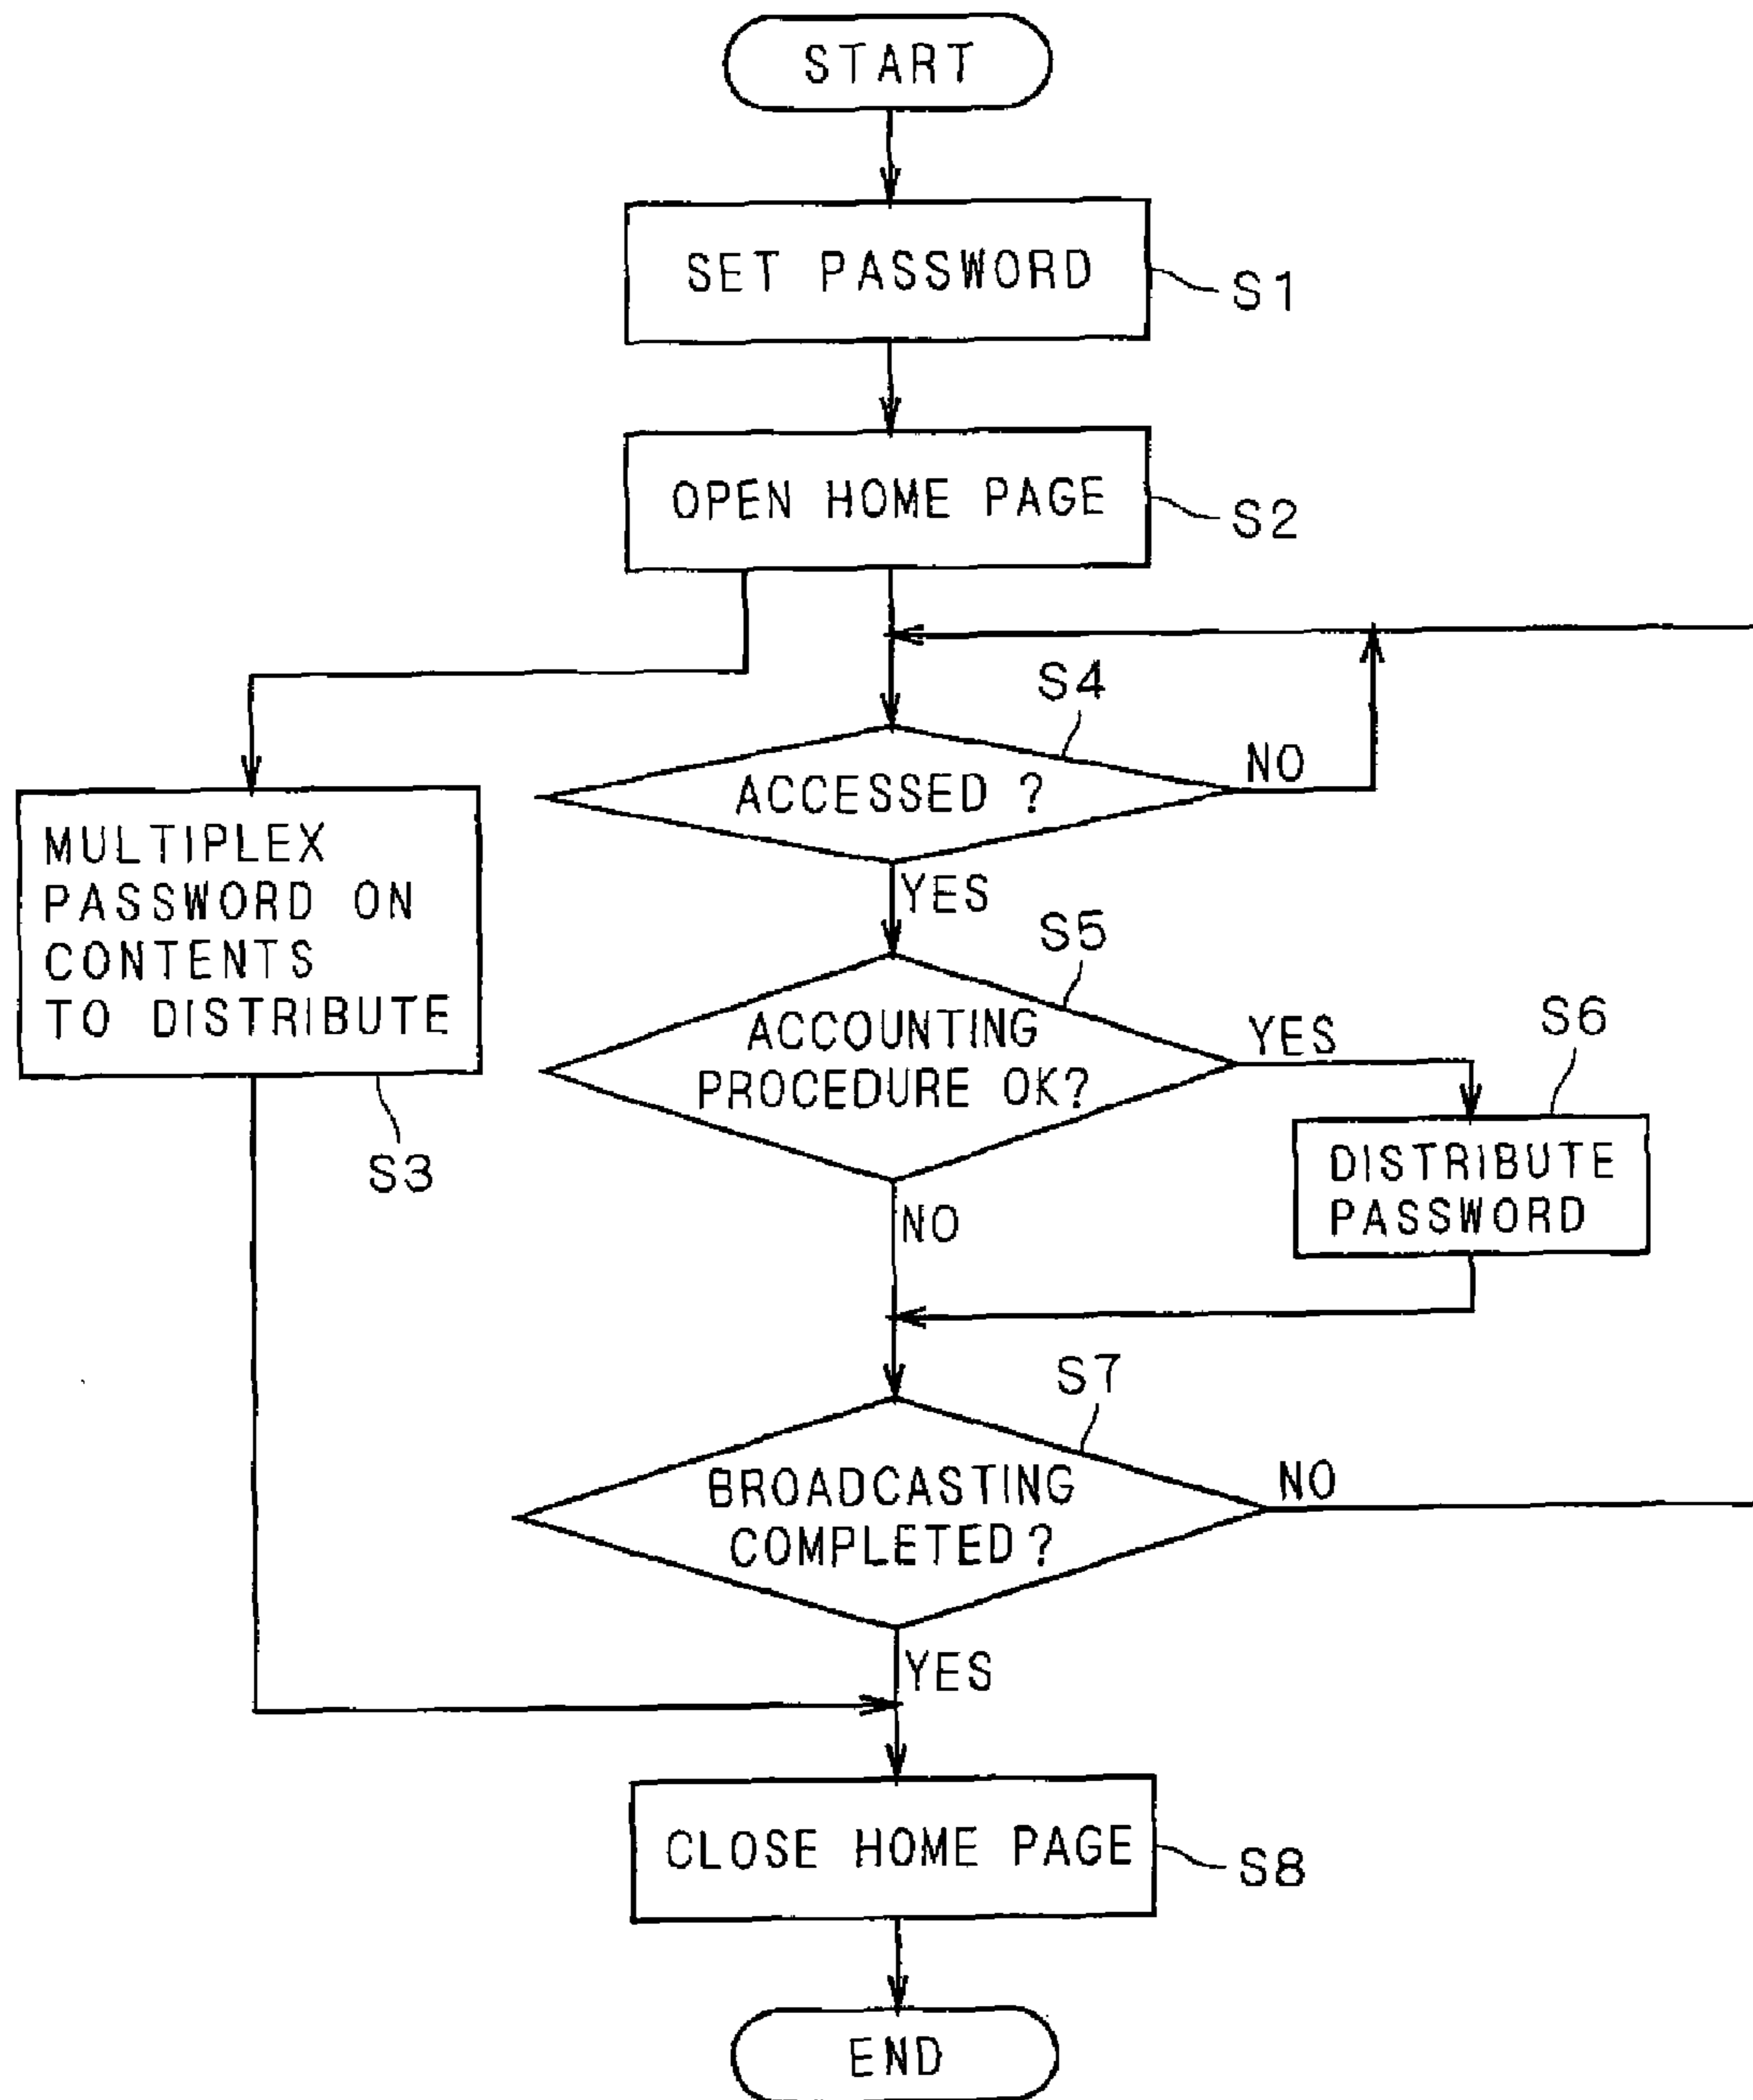 START
SET PASSWORD
S1
OPEN HOME PAGE
S2
S4
ACCESSED ?
NO
YES
MULTIPLEX
PASSWORD ON
CONTENTS
TO DISTRIBUTE
S3
S5
ACCOUNTING
PROCEDURE OK?
YES
NO
S6
DISTRIBUTE
PASSWORD
S7
BROADCASTING
COMPLETED?
NO
YES
CLOSE HOME PAGE
S8
END